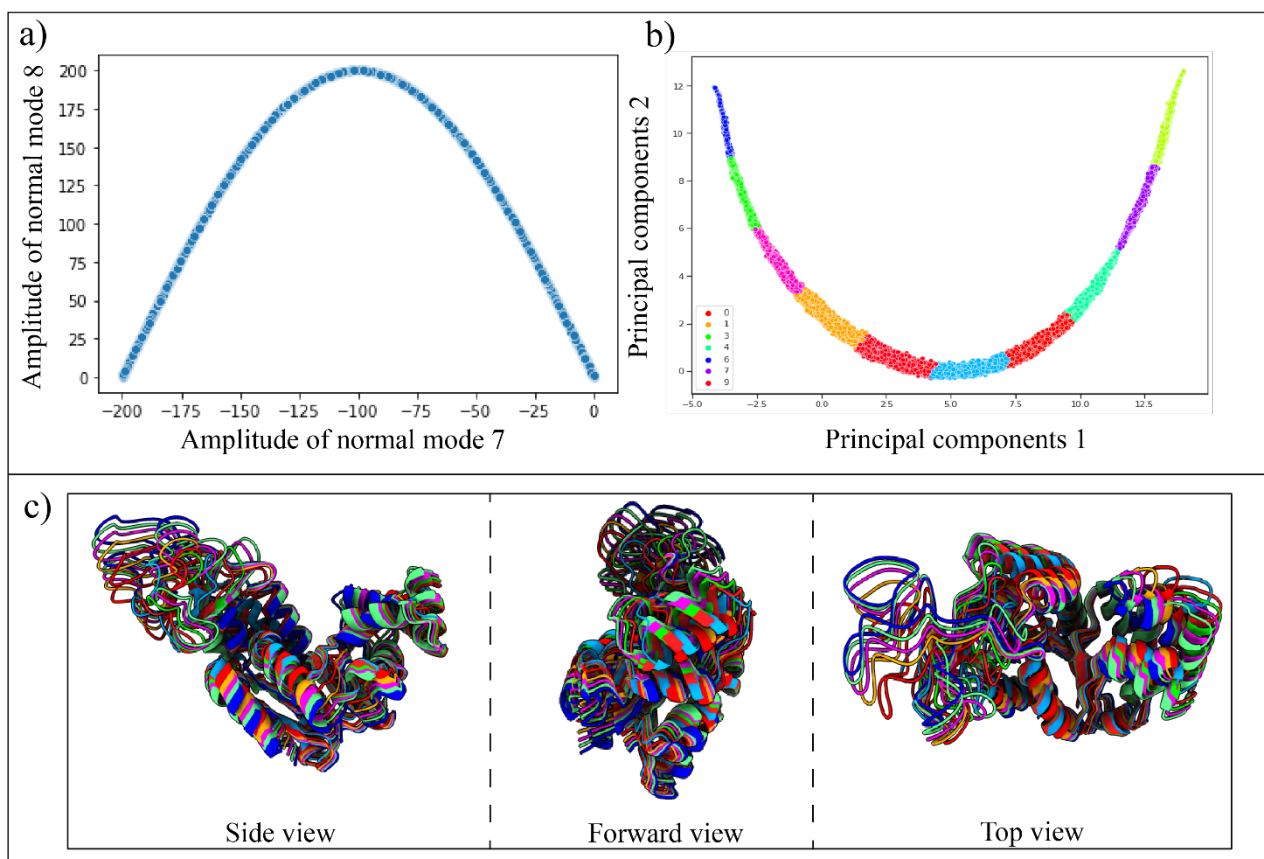 a)
Amplitude of normal mode 8
200
175
150
125
100
75
50
25
0
−200 −175 −150 −125 −100 −75 −50 −25 0
Amplitude of normal mode 7
b)
Principal components 2
12
10
8
6
4
2
0
0
1
3
4
6
7
9
−5.0 −2.5 0.0 2.5 5.0 7.5 10.0 12.5
Principal components 1
c)
Side view
Forward view
Top view